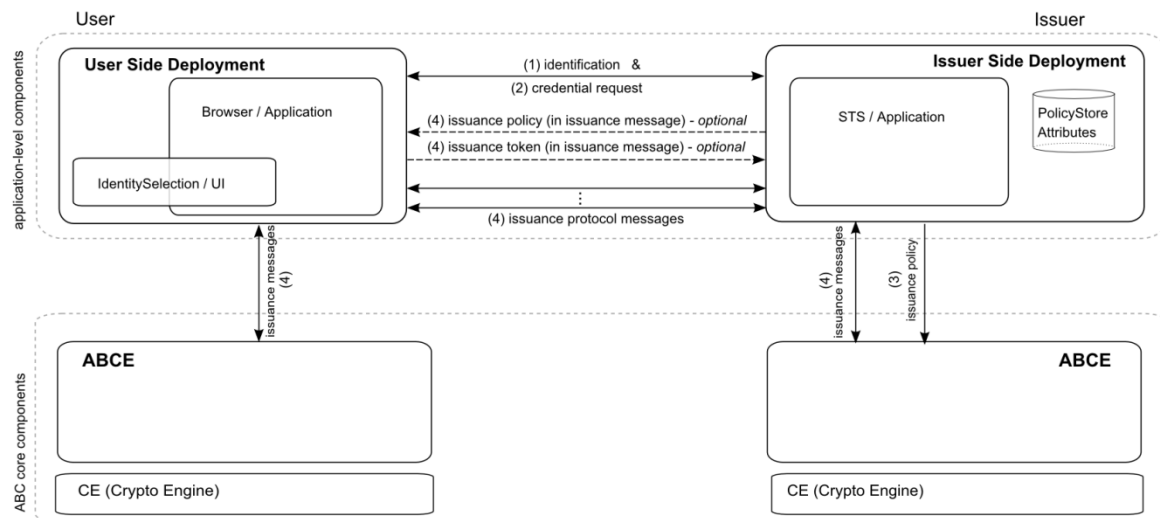 User
Issuer
application-level components
User Side Deployment
Browser / Application
IdentitySelection / UI
(1) identification &
(2) credential request
(4) issuance policy (in issuance message) - optional
(4) issuance token (in issuance message) - optional
⋮
(4) issuance protocol messages
Issuer Side Deployment
STS / Application
PolicyStore
Attributes
issuance messages
(4)
(4)
issuance messages
(3)
issuance policy
ABC core components
ABCE
CE (Crypto Engine)
ABCE
CE (Crypto Engine)